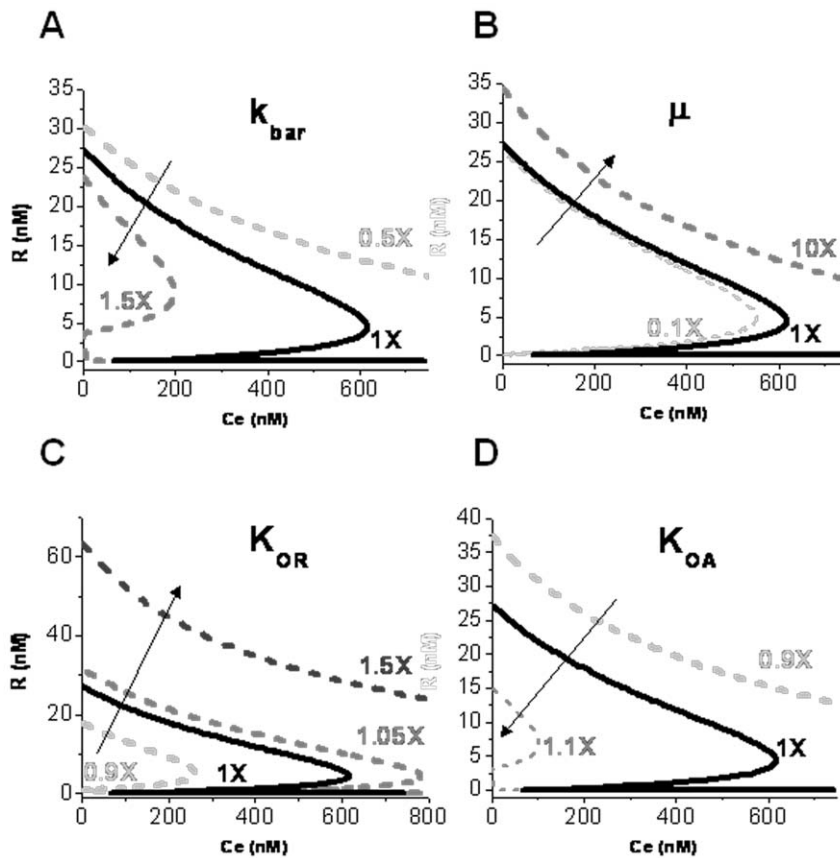 A
k_bar
35
30
25
20
15
10
5
0
R (nM)
0.5X
1.5X
1X
0 200 400 600
Ce (nM)
B
μ
35
30
25
20
15
10
5
0
R (nM)
10X
0.1X
1X
0 200 400 600
Ce (nM)
C
K_OR
60
40
20
0
R (nM)
1.5X
1.05X
0.9X
1X
0 200 400 600 800
Ce (nM)
D
K_OA
40
35
30
25
20
15
10
5
0
R (nM)
0.9X
1.1X
1X
0 200 400 600
Ce (nM)